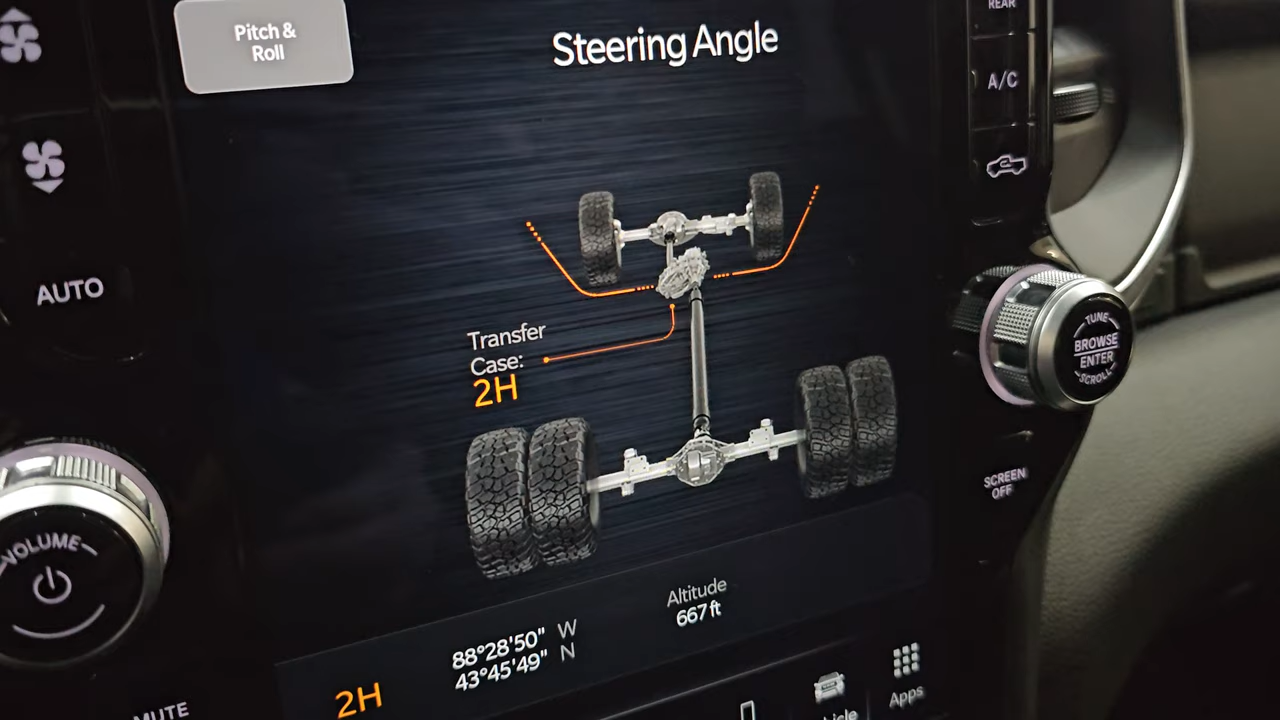 Pitch &
Roll
Steering Angle
REAR
A/C
AUTO
TUNE
BROWSE
ENTER
SCROLL
Transfer
Case:
2H
SCREEN
OFF
VOLUME
Altitude
667 ft
88°28'50" W
43°45'49" N
2H
MUTE
Apps